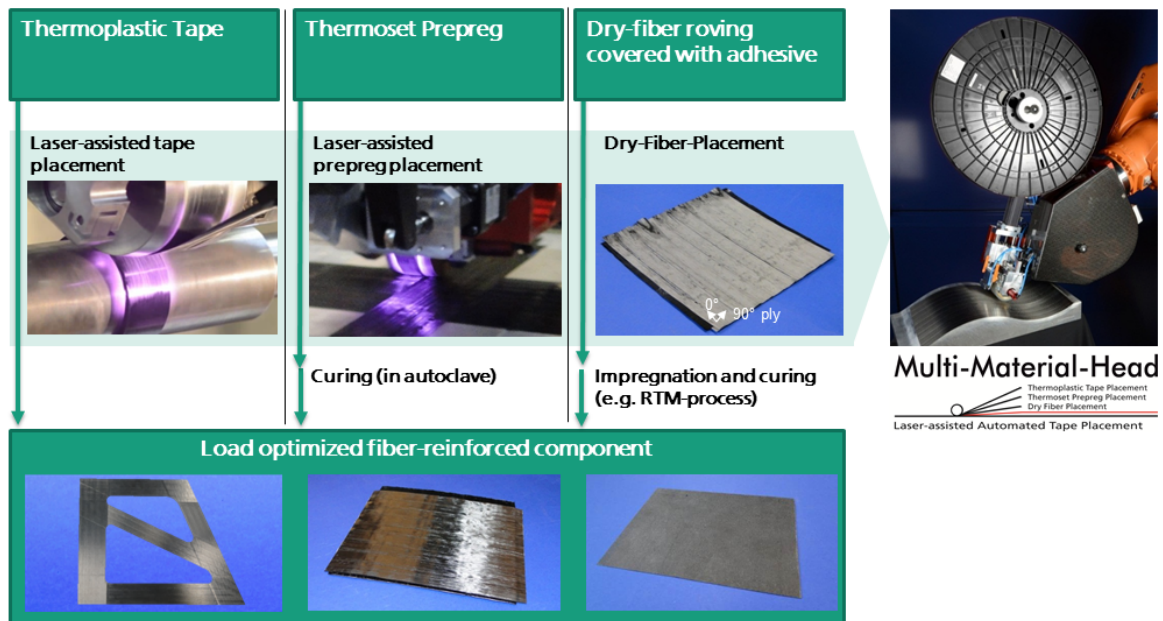 Thermoplastic Tape
Thermoset Prepreg
Dry-fiber roving
covered with adhesive
Laser-assisted tape
placement
Laser-assisted
prepreg placement
Dry-Fiber-Placement
0°
90° ply
Curing (in autoclave)
Impregnation and curing
(e.g. RTM-process)
Load optimized fiber-reinforced component
Multi-Material-Head
Thermoplastic Tape Placement
Thermoset Prepreg Placement
Dry Fiber Placement
Laser-assisted Automated Tape Placement